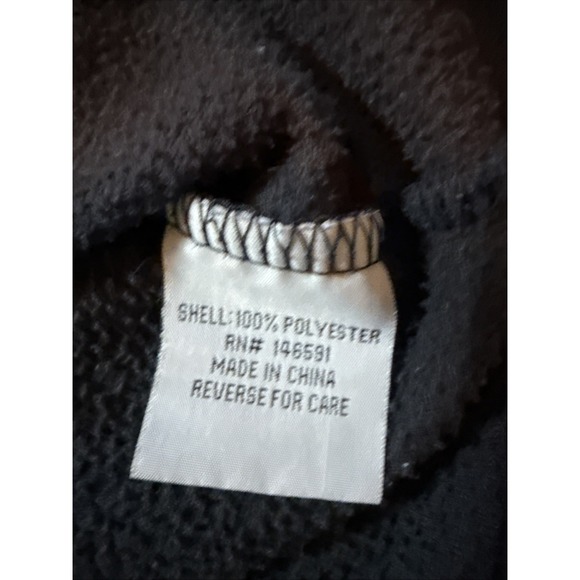 SHELL:100% POLYESTER
RN# 146591
MADE IN CHINA
REVERSE FOR CARE